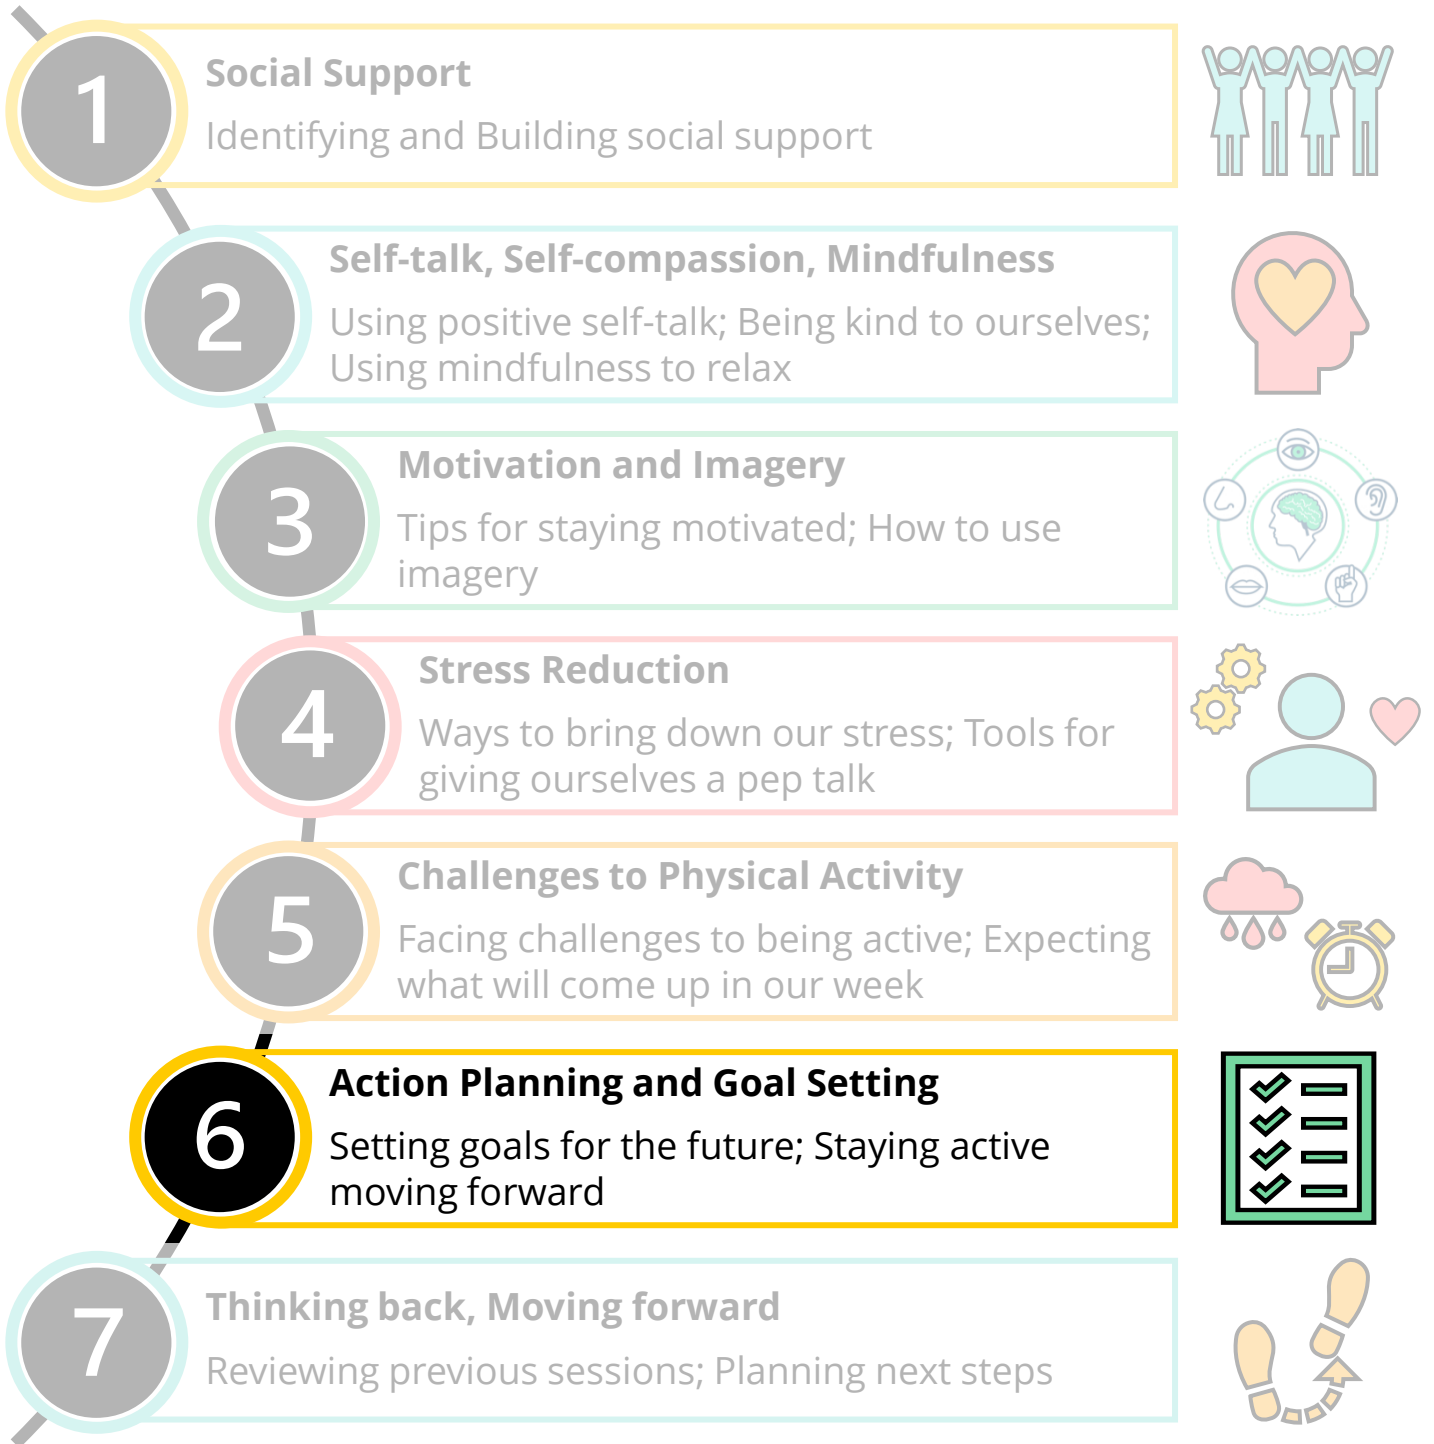 1
Social Support
Identifying and Building social support
2
Self-talk, Self-compassion, Mindfulness
Using positive self-talk; Being kind to ourselves;
Using mindfulness to relax
3
Motivation and Imagery
Tips for staying motivated; How to use
imagery
4
Stress Reduction
Ways to bring down our stress; Tools for
giving ourselves a pep talk
5
Challenges to Physical Activity
Facing challenges to being active; Expecting
what will come up in our week
6
Action Planning and Goal Setting
Setting goals for the future; Staying active
moving forward
7
Thinking back, Moving forward
Reviewing previous sessions; Planning next steps